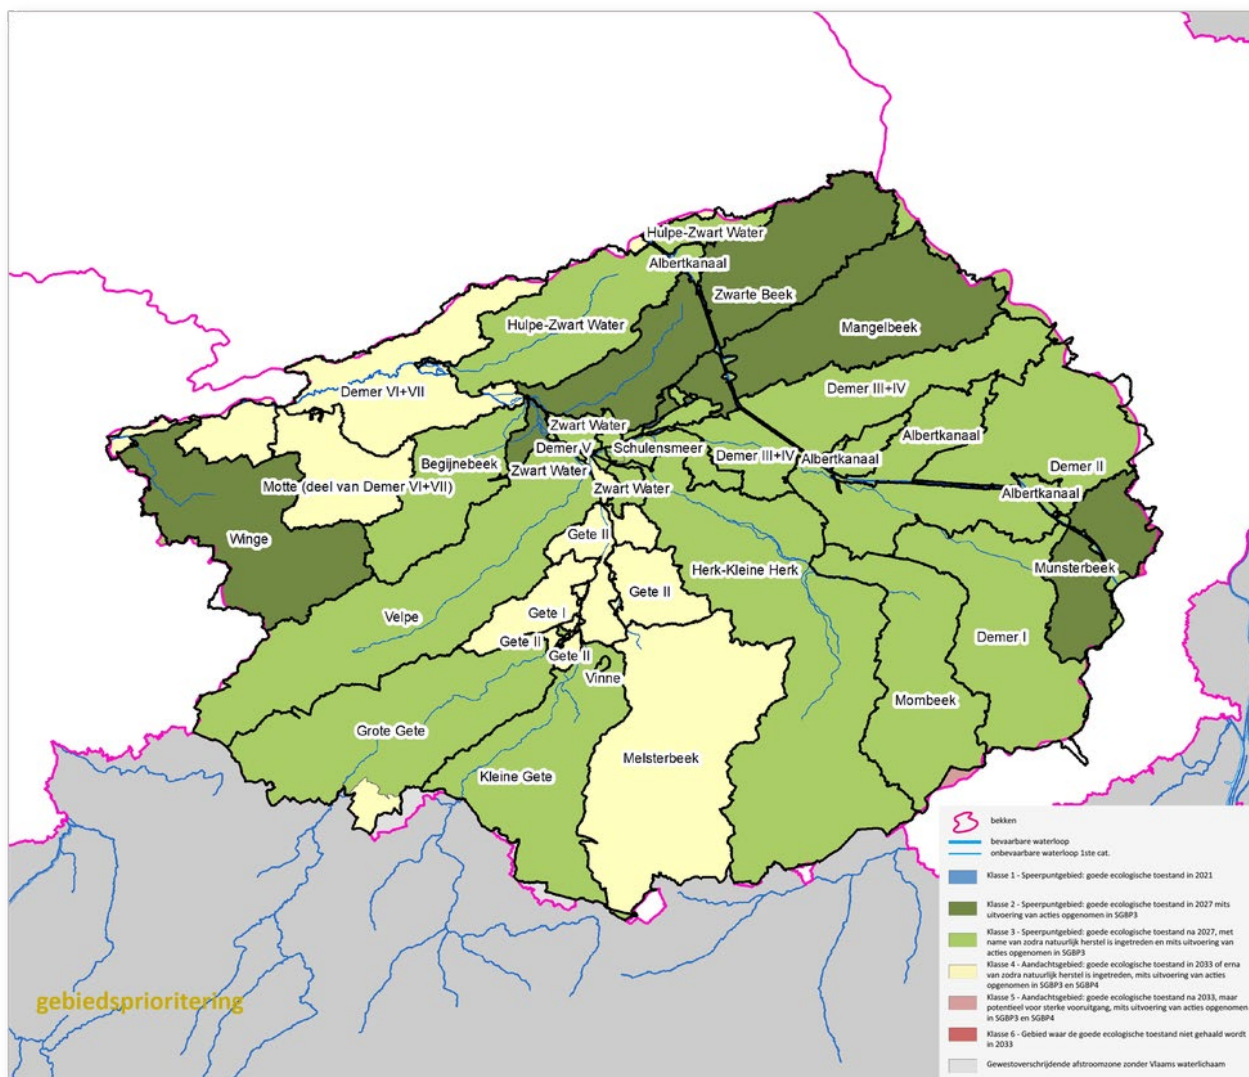 Hulpe-Zwart Water
Albertkanaal
Zwarte Beek
Hulpe-Zwart Water
Mangelbeek
Demer VI+VII
Demer III+IV
Zwart Water
Albertkanaal
Demer V
Schulensmeer
Begijnebeek
Zwart Water
Demer III+IV
Albertkanaal
Demer II
Motte (deel van Demer VI+VII)
Zwart Water
Albertkanaal
Winge
Gete II
Herk-Kleine Herk
Munsterbeek
Gete II
Velpe
Gete I
Gete II
Gete II
Demer I
Vinne
Mombeek
Grote Gete
Melsterbeek
Kleine Gete
gebiedsprioritering
bekken
bevaarbare waterloop
onbevaarbare waterloop 1ste cat.
Klasse 1 - Speerpuntgebied: goede ecologische toestand in 2021
Klasse 2 - Speerpuntgebied: goede ecologische toestand in 2027 mits
uitvoering van acties opgenomen in SGBP3
Klasse 3 - Speerpuntgebied: goede ecologische toestand na 2027, met
name van zodra natuurlijk herstel is ingetreden en mits uitvoering van
acties opgenomen in SGBP3
Klasse 4 - Aandachtsgebied: goede ecologische toestand in 2033 of erna
van zodra natuurlijk herstel is ingetreden, mits uitvoering van acties
opgenomen in SGBP3 en SGBP4
Klasse 5 - Aandachtsgebied: goede ecologische toestand na 2033, maar
potentieel voor sterke vooruitgang, mits uitvoering van acties opgenomen
in SGBP3 en SGBP4
Klasse 6 - Gebied waar de goede ecologische toestand niet gehaald wordt
in 2033
Gewestoverschrijdende afstroomzone zonder Vlaams waterlichaam